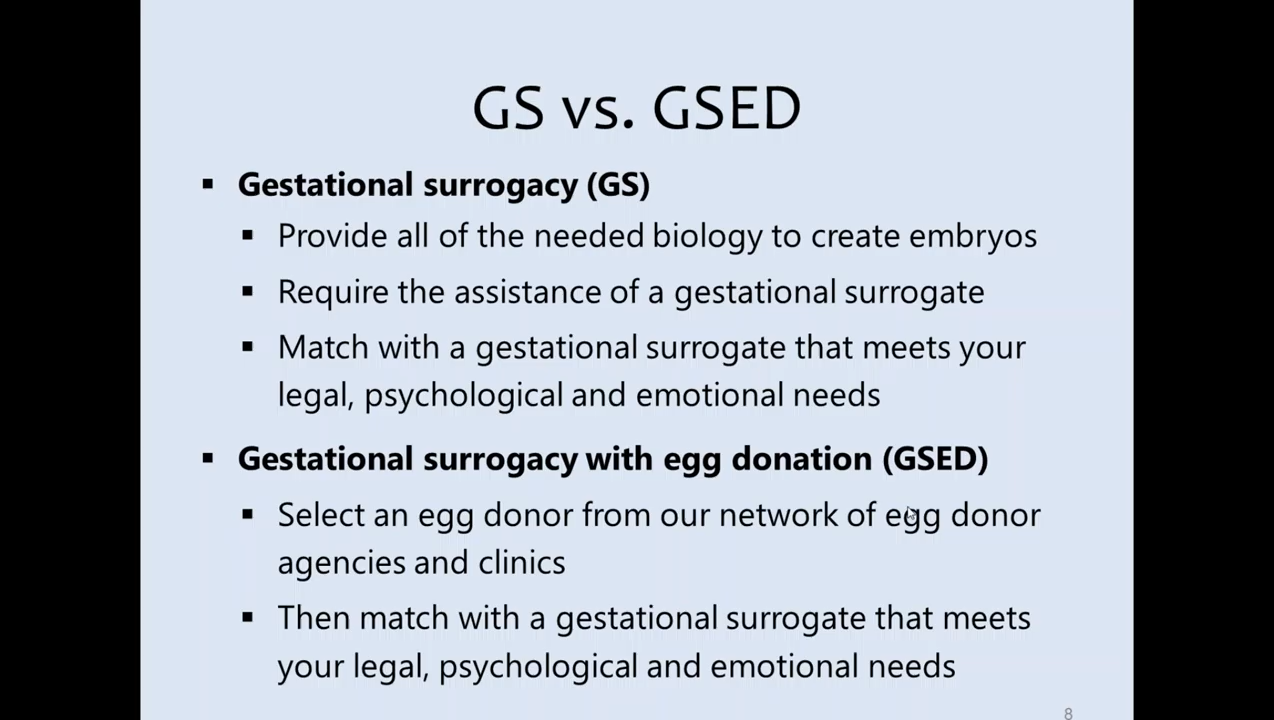 GS vs. GSED
▪ Gestational surrogacy (GS)
▪ Provide all of the needed biology to create embryos
▪ Require the assistance of a gestational surrogate
▪ Match with a gestational surrogate that meets your
legal, psychological and emotional needs
▪ Gestational surrogacy with egg donation (GSED)
▪ Select an egg donor from our network of egg donor
agencies and clinics
▪ Then match with a gestational surrogate that meets
your legal, psychological and emotional needs
8